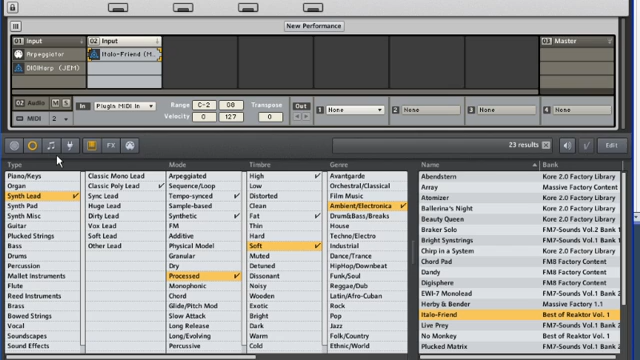 New Performance
01 Input
02 Input
03 Master
Arpeggiator
Italo-Friend (M...
DIDIHarp (JEM)
02 Audio M S
MIDI 2
In Plugin MIDI In
Range C-2 G8
Velocity 0 127
Transpose
0
Out
1 None
2 None
3 None
4 None
FX
23 results
Edit
Type
Mode
Timbre
Genre
Name
Bank
Piano/Keys
Organ
Synth Lead
Synth Pad
Synth Misc
Guitar
Plucked Strings
Bass
Drums
Percussion
Mallet Instruments
Flute
Reed Instruments
Brass
Bowed Strings
Vocal
Soundscapes
Sound Effects
Classic Mono Lead
Classic Poly Lead
Sync Lead
Huge Lead
Dirty Lead
Vox Lead
Soft Lead
Other Lead
Arpeggiated
Sequence/Loop
Tempo-synced
Sample-based
Synthetic
FM
Additive
Physical Model
Granular
Dry
Processed
Monophonic
Chord
Glide/Pitch Mod
Slow Attack
Long Release
Long/Evolving
Percussive
High
Low
Distorted
Clean
Fat
Thin
Hard
Soft
Muted
Detuned
Dissonant
Noisy
Wooden
Exotic
Bright
Dark
Warm
Cold
Avantgarde
Orchestral/Classical
Film Music
Ambient/Electronica
Drum&Bass/Breaks
House
Techno/Electro
Industrial
Dance/Trance
HipHop/Downbeat
Funk/Soul
Reggae/Dub
Latin/Afro-Cuban
Rock
Pop
Jazz
Folk/Country
Ethnic/World
Abendstern Kore 2.0 Factory Library
Array Massive Factory Content
Atomizer Kore 2.0 Factory Library
Ballerina's Night Kore 2.0 Factory Library
Beauty Queen Kore 2.0 Factory Library
Braker Solo FM7-Sounds Vol.2 Bank 1
Bright Synstrings FM7-Sounds Vol.1 Bank
Chirp in a System Kore 2.0 Factory Library
Chord Pad FM8 Factory Content
Dandy Kore 2.0 Factory Library
Digisphere FM8 Factory Content
EWI-7 Monolead FM7-Sounds Vol.1 Bank 2
Herby & Bender Massive Factory 1.1
Italo-Friend Best of Reaktor Vol. 1
Live Prey FM7-Sounds Vol.1 Bank
No Monkey Best of Reaktor Vol. 1
Plucked Matrix FM7-Sounds Vol.1 Bank 2